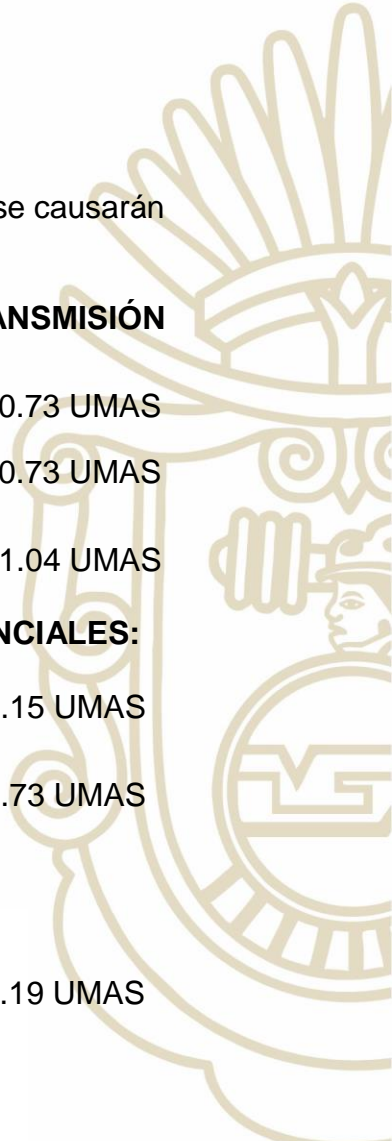 se causarán
ANSMISIÓN
0.73 UMAS
0.73 UMAS
1.04 UMAS
NCIALES:
.15 UMAS
.73 UMAS
.19 UMAS